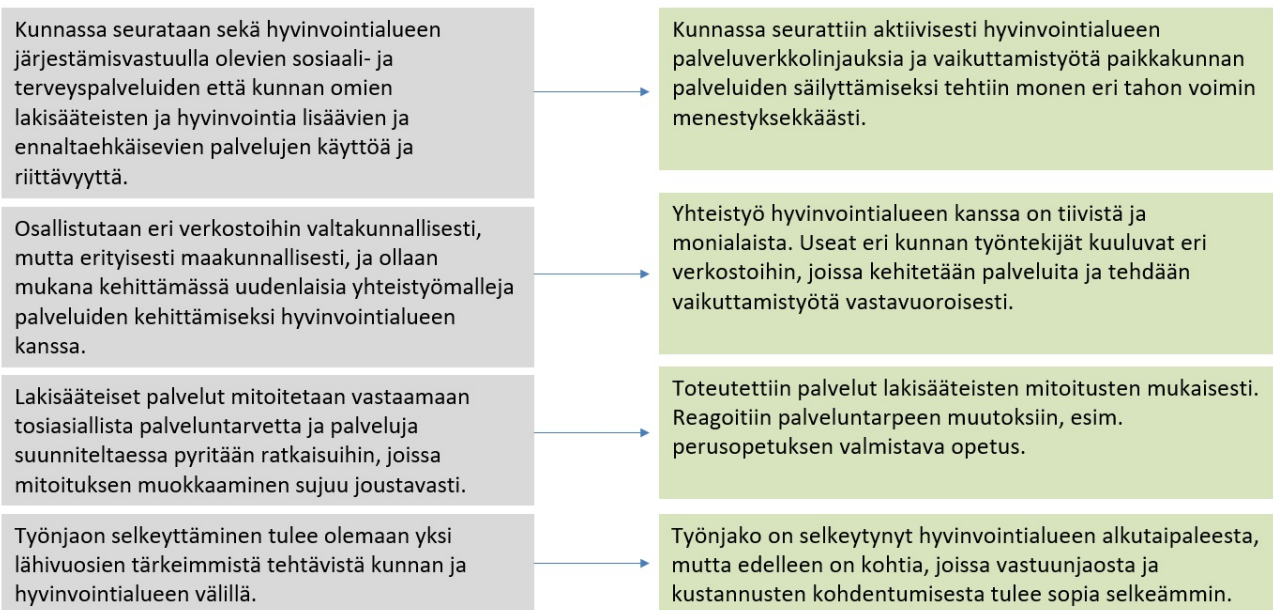 Kunnassa seurataan sekä hyvinvointialueen
järjestämisvastuulla olevien sosiaali- ja
terveyspalveluiden että kunnan omien
lakisääteisten ja hyvinvointia lisäävien ja
ennaltaehkäisevien palvelujen käyttöä ja
riittävyyttä.
Kunnassa seurattiin aktiivisesti hyvinvointialueen
palveluverkkolinjauksia ja vaikuttamistyötä paikkakunnan
palveluiden säilyttämiseksi tehtiin monen eri tahon voimin
menestyksekkäästi.
Osallistutaan eri verkostoihin valtakunnallisesti,
mutta erityisesti maakunnallisesti, ja ollaan
mukana kehittämässä uudenlaisia yhteistyömalleja
palveluiden kehittämiseksi hyvinvointialueen
kanssa.
Yhteistyö hyvinvointialueen kanssa on tiivistä ja
monialaista. Useat eri kunnan työntekijät kuuluvat eri
verkostoihin, joissa kehitetään palveluita ja tehdään
vaikuttamistyötä vastavuoroisesti.
Lakisääteiset palvelut mitoitetaan vastaamaan
tosiasiallista palveluntarvetta ja palveluja
suunniteltaessa pyritään ratkaisuihin, joissa
mitoituksen muokkaaminen sujuu joustavasti.
Toteutettiin palvelut lakisääteisten mitoitusten mukaisesti.
Reagoitiin palveluntarpeen muutoksiin, esim.
perusopetuksen valmistava opetus.
Työnjaon selkeyttäminen tulee olemaan yksi
lähivuosien tärkeimmistä tehtävistä kunnan ja
hyvinvointialueen välillä.
Työnjako on selkeytynyt hyvinvointialueen alkutaipaleesta,
mutta edelleen on kohtia, joissa vastuunjaosta ja
kustannusten kohdentumisesta tulee sopia selkeämmin.